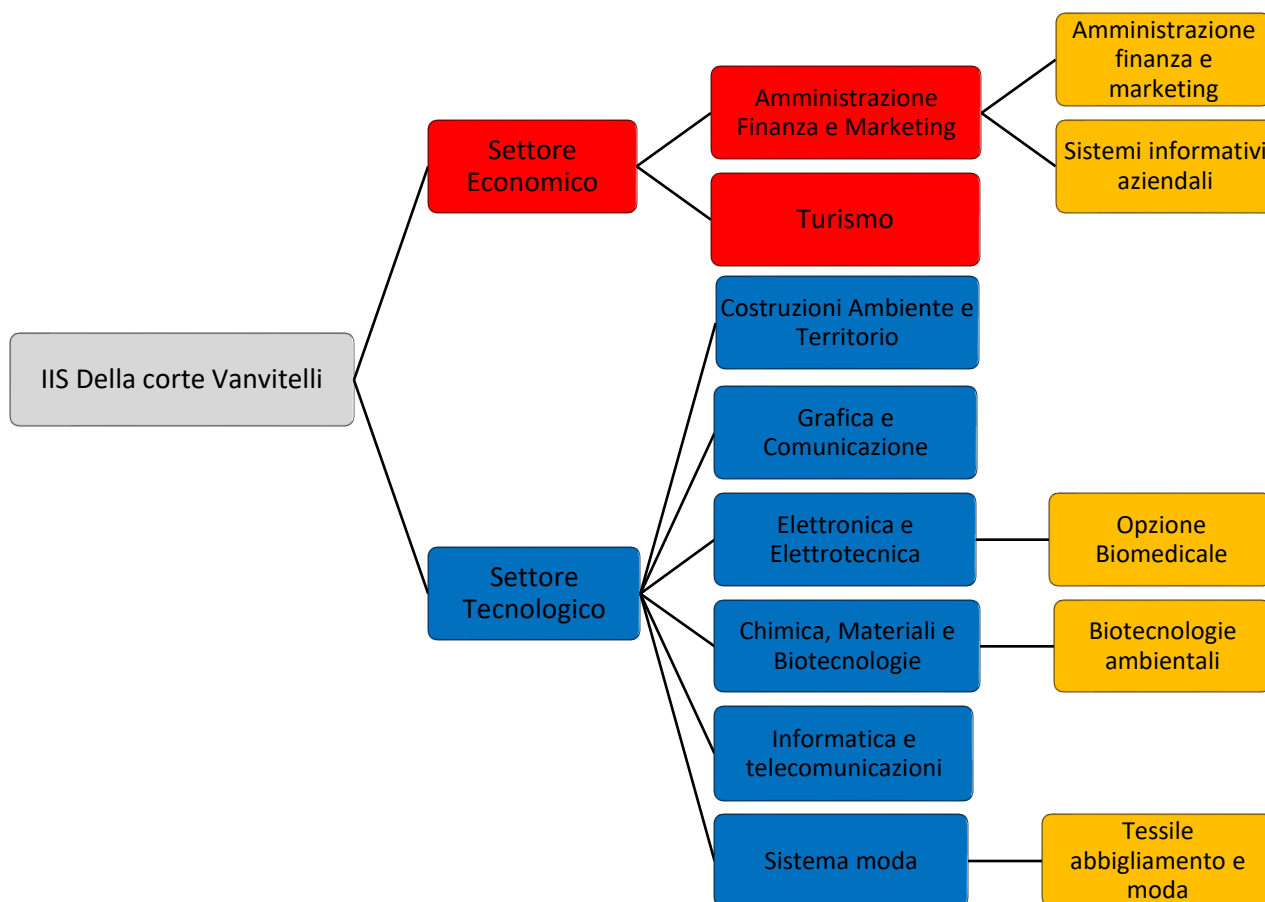 Amministrazione
finanza e
marketing
Amministrazione
Finanza e Marketing
Settore
Economico
Sistemi informativi
aziendali
Turismo
Costruzioni Ambiente e
Territorio
IIS Della corte Vanvitelli
Grafica e
Comunicazione
Elettronica e
Elettrotecnica
Opzione
Biomedicale
Settore
Tecnologico
Chimica, Materiali e
Biotecnologie
Biotecnologie
ambientali
Informatica e
telecomunicazioni
Sistema moda
Tessile
abbigliamento e
moda